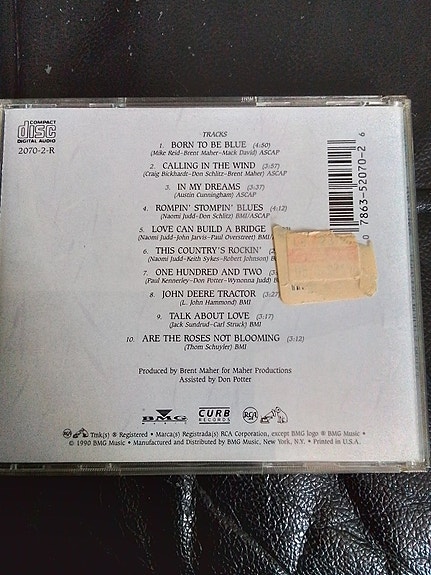 COMPACT
disc
DIGITAL AUDIO
2070-2-R
TRACKS
1. BORN TO BE BLUE (4:50)
(Mike Reid-Brent Maher-Mack David) ASCAP
2. CALLING IN THE WIND (3:57)
(Craig Bickhardt-Don Schlitz-Brent Maher) ASCAP
3. IN MY DREAMS (3:37)
(Austin Cunningham) ASCAP
4. ROMPIN' STOMPIN' BLUES (4:12)
(Naomi Judd-Don Schlitz) BMI/ASCAP
5. LOVE CAN BUILD A BRIDGE
(Naomi Judd-John Jarvis-Paul Overstreet) BMI
6. THIS COUNTRY'S ROCKIN'
(Naomi Judd-Keith Sykes-Robert Johnson) BMI
7. ONE HUNDRED AND TWO
(Paul Kennerley-Don Potter-Wynonna Judd)
8. JOHN DEERE TRACTOR (3:27)
(L. John Hammond) BMI
9. TALK ABOUT LOVE (3:17)
(Jack Sundrud-Carl Struck) BMI
10. ARE THE ROSES NOT BLOOMING (3:12)
(Thom Schuyler) BMI
Produced by Brent Maher for Maher Productions
Assisted by Don Potter
BMG
CURB
RECORDS
RCA
Tmk(s) ® Registered • Marca(s) Registrada(s) RCA Corporation, except BMG logo ® BMG Music •
© 1990 BMG Music • Manufactured and Distributed by BMG Music, New York, N.Y. • Printed in U.S.A.
0 7863-52070-2 6